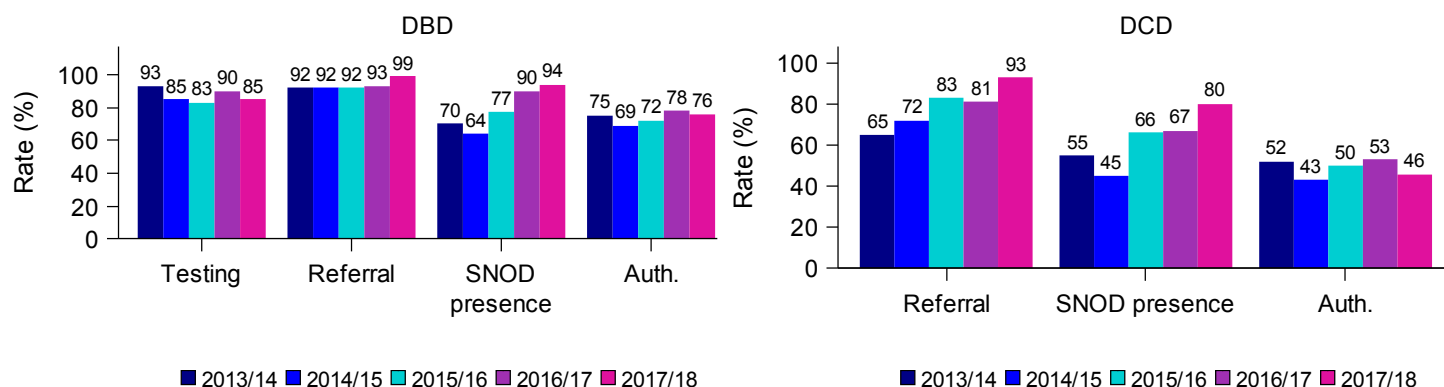 DBD
Rate (%)
100
80
60
40
20
0
93 85 83 90 85
92 92 92 93 99
70 64 77 90 94
75 69 72 78 76
Testing Referral SNOD presence Auth.
2013/14 2014/15 2015/16 2016/17 2017/18
DCD
Rate (%)
100
80
60
40
20
0
65 72 83 81 93
55 45 66 67 80
52 43 50 53 46
Referral SNOD presence Auth.
2013/14 2014/15 2015/16 2016/17 2017/18